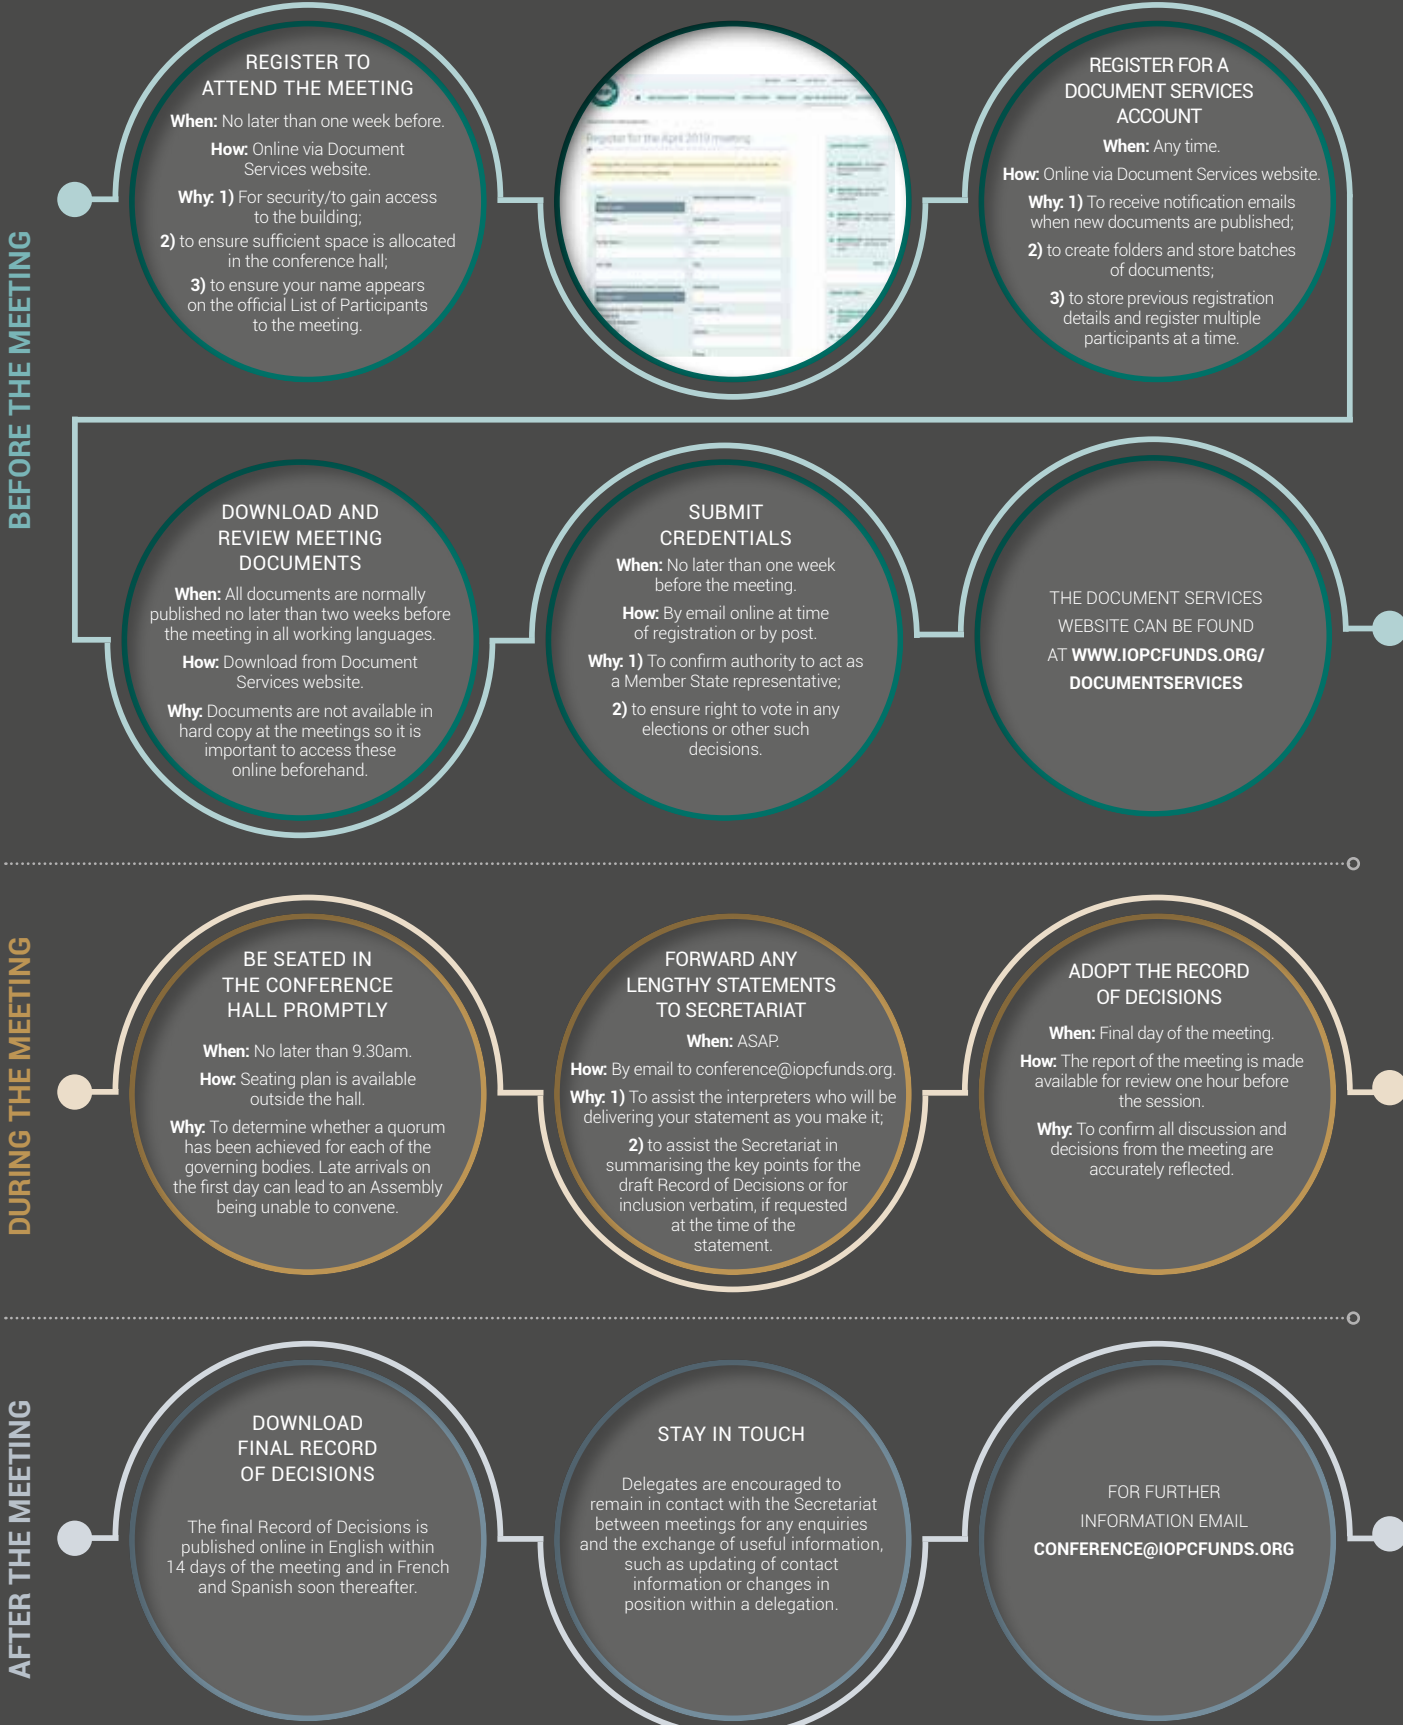 BEFORE THE MEETING
REGISTER TO
ATTEND THE MEETING
When: No later than one week before.
How: Online via Document
Services website.
Why: 1) For security/to gain access
to the building;
2) to ensure sufficient space is allocated
in the conference hall;
3) to ensure your name appears
on the official List of Participants
to the meeting.
Register for the April 2019 meeting
REGISTER FOR A
DOCUMENT SERVICES
ACCOUNT
When: Any time.
How: Online via Document Services website.
Why: 1) To receive notification emails
when new documents are published;
2) to create folders and store batches
of documents;
3) to store previous registration
details and register multiple
participants at a time.
DOWNLOAD AND
REVIEW MEETING
DOCUMENTS
When: All documents are normally
published no later than two weeks before
the meeting in all working languages.
How: Download from Document
Services website.
Why: Documents are not available in
hard copy at the meetings so it is
important to access these
online beforehand.
SUBMIT
CREDENTIALS
When: No later than one week
before the meeting.
How: By email online at time
of registration or by post.
Why: 1) To confirm authority to act as
a Member State representative;
2) to ensure right to vote in any
elections or other such
decisions.
THE DOCUMENT SERVICES
WEBSITE CAN BE FOUND
AT WWW.IOPCFUNDS.ORG/
DOCUMENTSERVICES
DURING THE MEETING
BE SEATED IN
THE CONFERENCE
HALL PROMPTLY
When: No later than 9.30am.
How: Seating plan is available
outside the hall.
Why: To determine whether a quorum
has been achieved for each of the
governing bodies. Late arrivals on
the first day can lead to an Assembly
being unable to convene.
FORWARD ANY
LENGTHY STATEMENTS
TO SECRETARIAT
When: ASAP.
How: By email to conference@iopcfunds.org.
Why: 1) To assist the interpreters who will be
delivering your statement as you make it;
2) to assist the Secretariat in
summarising the key points for the
draft Record of Decisions or for
inclusion verbatim, if requested
at the time of the
statement.
ADOPT THE RECORD
OF DECISIONS
When: Final day of the meeting.
How: The report of the meeting is made
available for review one hour before
the session.
Why: To confirm all discussion and
decisions from the meeting are
accurately reflected.
AFTER THE MEETING
DOWNLOAD
FINAL RECORD
OF DECISIONS
The final Record of Decisions is
published online in English within
14 days of the meeting and in French
and Spanish soon thereafter.
STAY IN TOUCH
Delegates are encouraged to
remain in contact with the Secretariat
between meetings for any enquiries
and the exchange of useful information,
such as updating of contact
information or changes in
position within a delegation.
FOR FURTHER
INFORMATION EMAIL
CONFERENCE@IOPCFUNDS.ORG